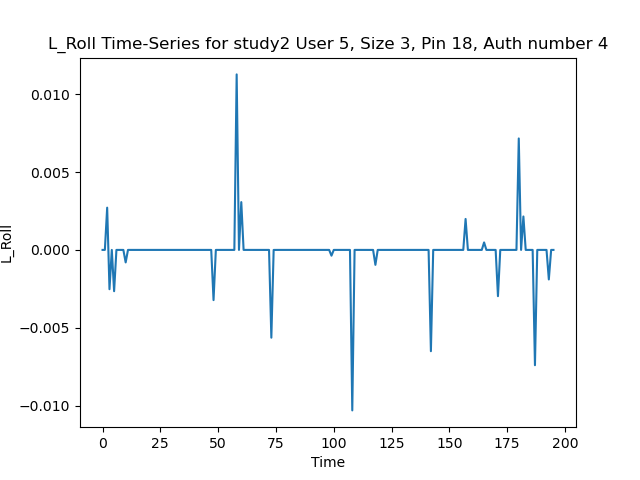 L_Roll Time-Series for study2 User 5, Size 3, Pin 18, Auth number 4
0.010
0.005
0.000
−0.005
−0.010
L_Roll
0 25 50 75 100 125 150 175 200
Time